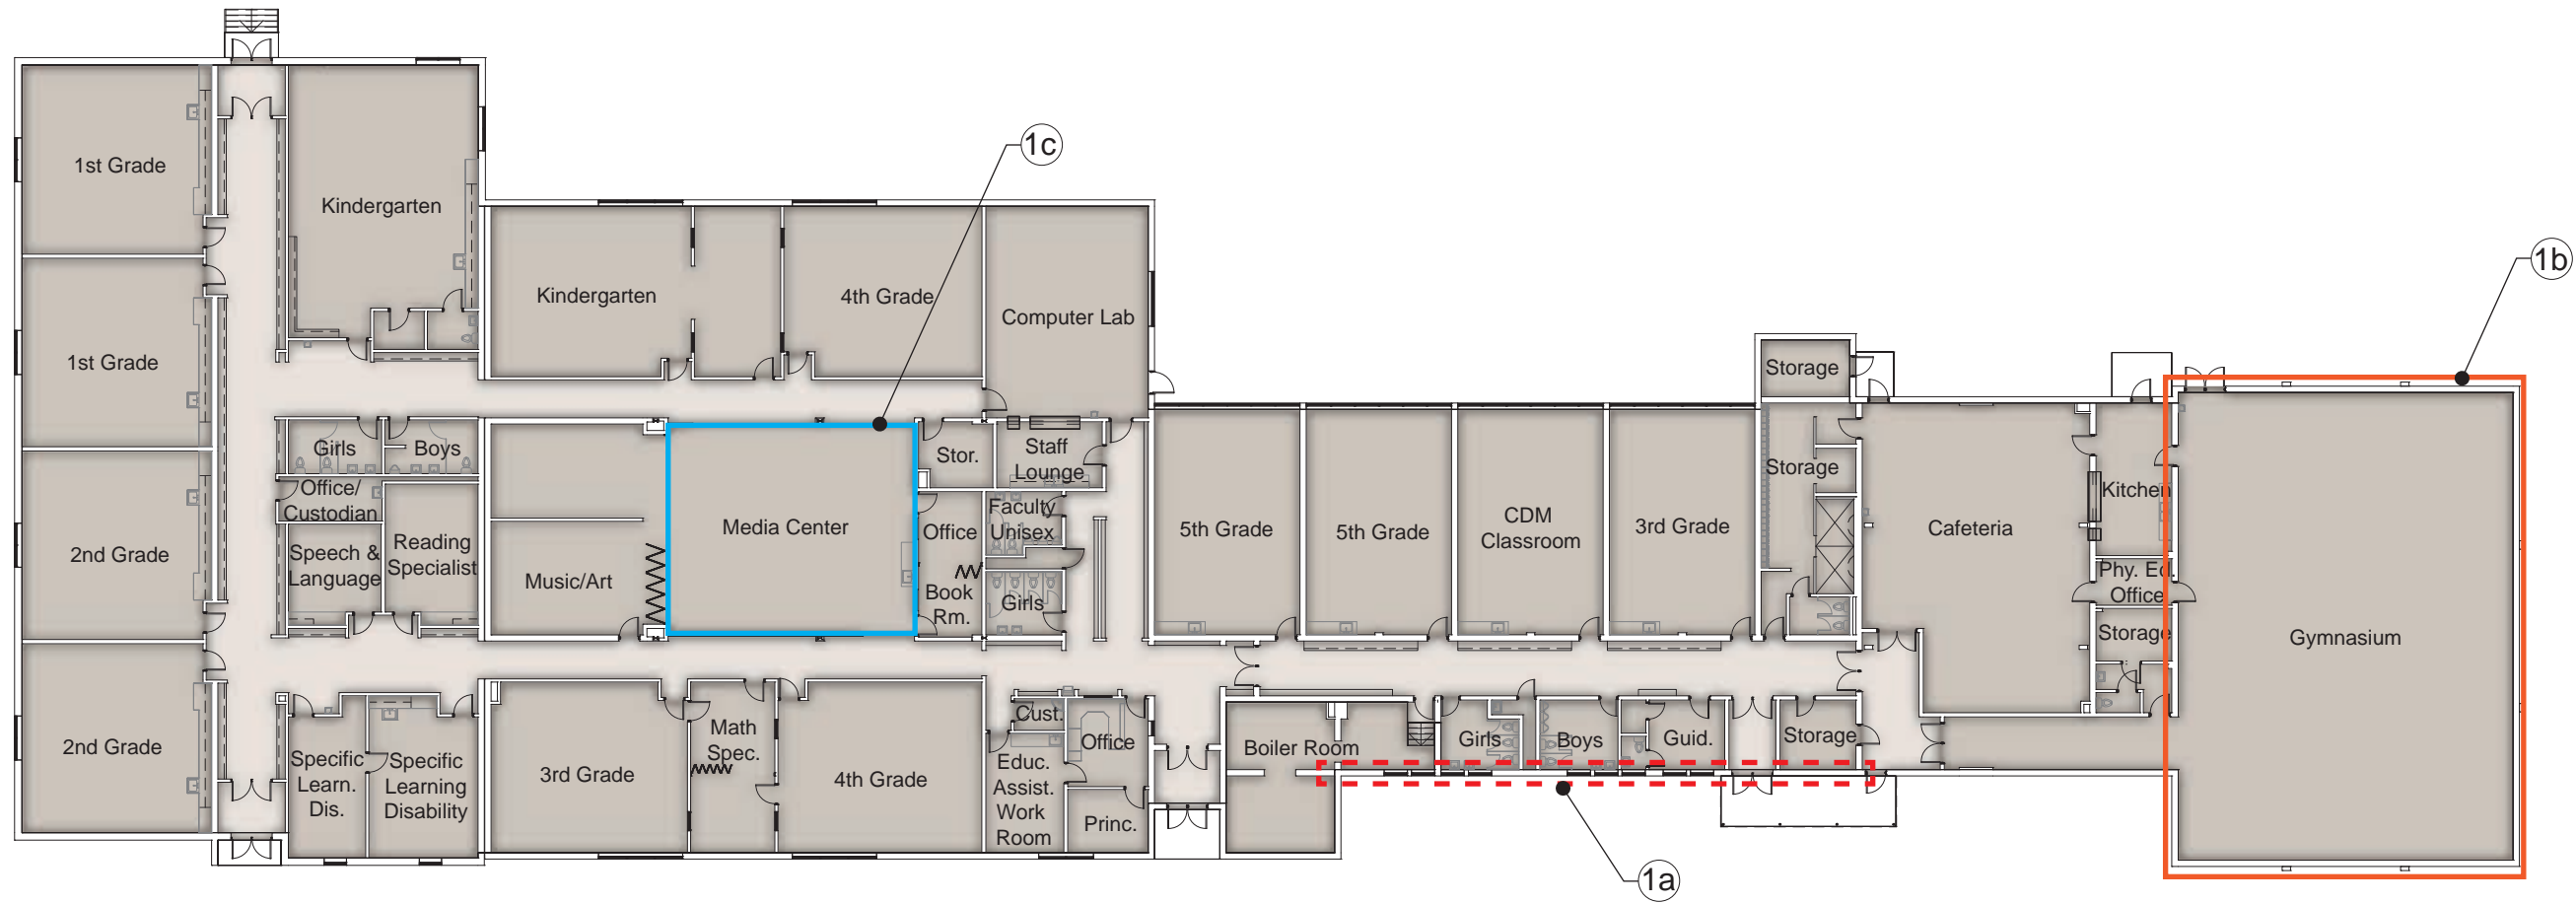 1c
1b
1st Grade
Kindergarten
Kindergarten
4th Grade
Computer Lab
1st Grade
Storage
Girls
Boys
Stor.
Staff
Lounge
Storage
Office/
Custodian
Kitchen
Media Center
Office
Faculty
Unisex
5th Grade
5th Grade
CDM
Classroom
3rd Grade
Cafeteria
2nd Grade
Speech &
Language
Reading
Specialist
Music/Art
Book
Rm.
Girls
Phy. Ed.
Office
Storage
Gymnasium
2nd Grade
Specific
Learn.
Dis.
Specific
Learning
Disability
3rd Grade
Math
Spec.
4th Grade
Cust.
Office
Educ.
Assist.
Work
Room
Princ.
Boiler Room
Girls
Boys
Guid.
Storage
1a